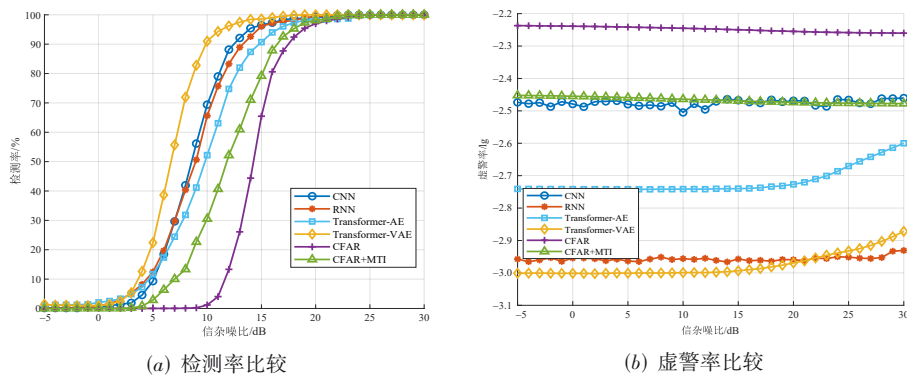 100
90
80
70
60
50
40
30
20
10
0
检测率/%
-5
0
5
10
15
20
25
30
信杂噪比/dB
CNN
RNN
Transformer-AE
Transformer-VAE
CFAR
CFAR+MTI
(a) 检测率比较
-2.2
-2.3
-2.4
-2.5
-2.6
-2.7
-2.8
-2.9
-3.0
-3.1
虚警率/lg
-5
0
5
10
15
20
25
30
信杂噪比/dB
CNN
RNN
Transformer-AE
Transformer-VAE
CFAR
CFAR+MTI
(b) 虚警率比较